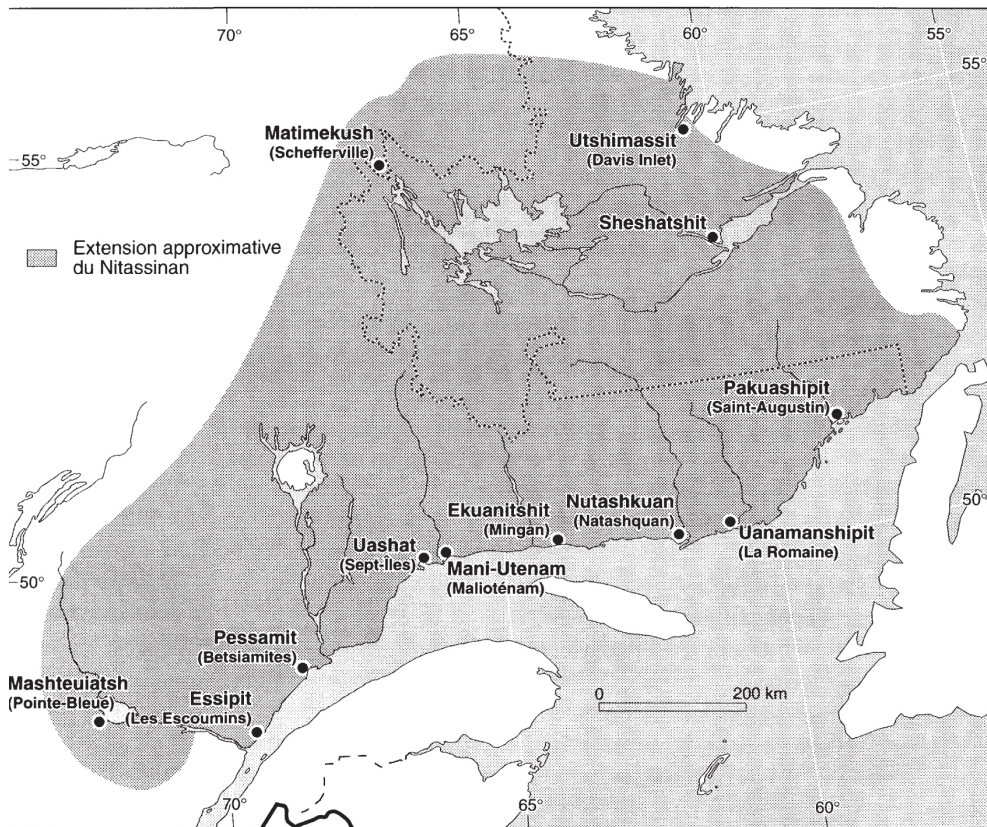 70°
65°
60°
55°
55°
55°
Matimekush
(Schefferville)
Utshimassit
(Davis Inlet)
Sheshatshit
Extension approximative
du Nitassinan
Pakuashipit
(Saint-Augustin)
50°
Ekuanitshit
(Mingan)
Nutashkuan
(Natashquan)
Uanamanshipit
(La Romaine)
Uashat
(Sept-Îles)
Mani-Utenam
(Malioténam)
50°
Pessamit
(Betsiamites)
Mashteuiatsh
(Pointe-Bleue)
Essipit
(Les Escoumins)
0 200 km
70°
65°
60°